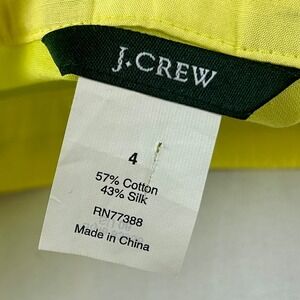 J.CREW
4
57% Cotton
43% Silk
RN77388
Made in China